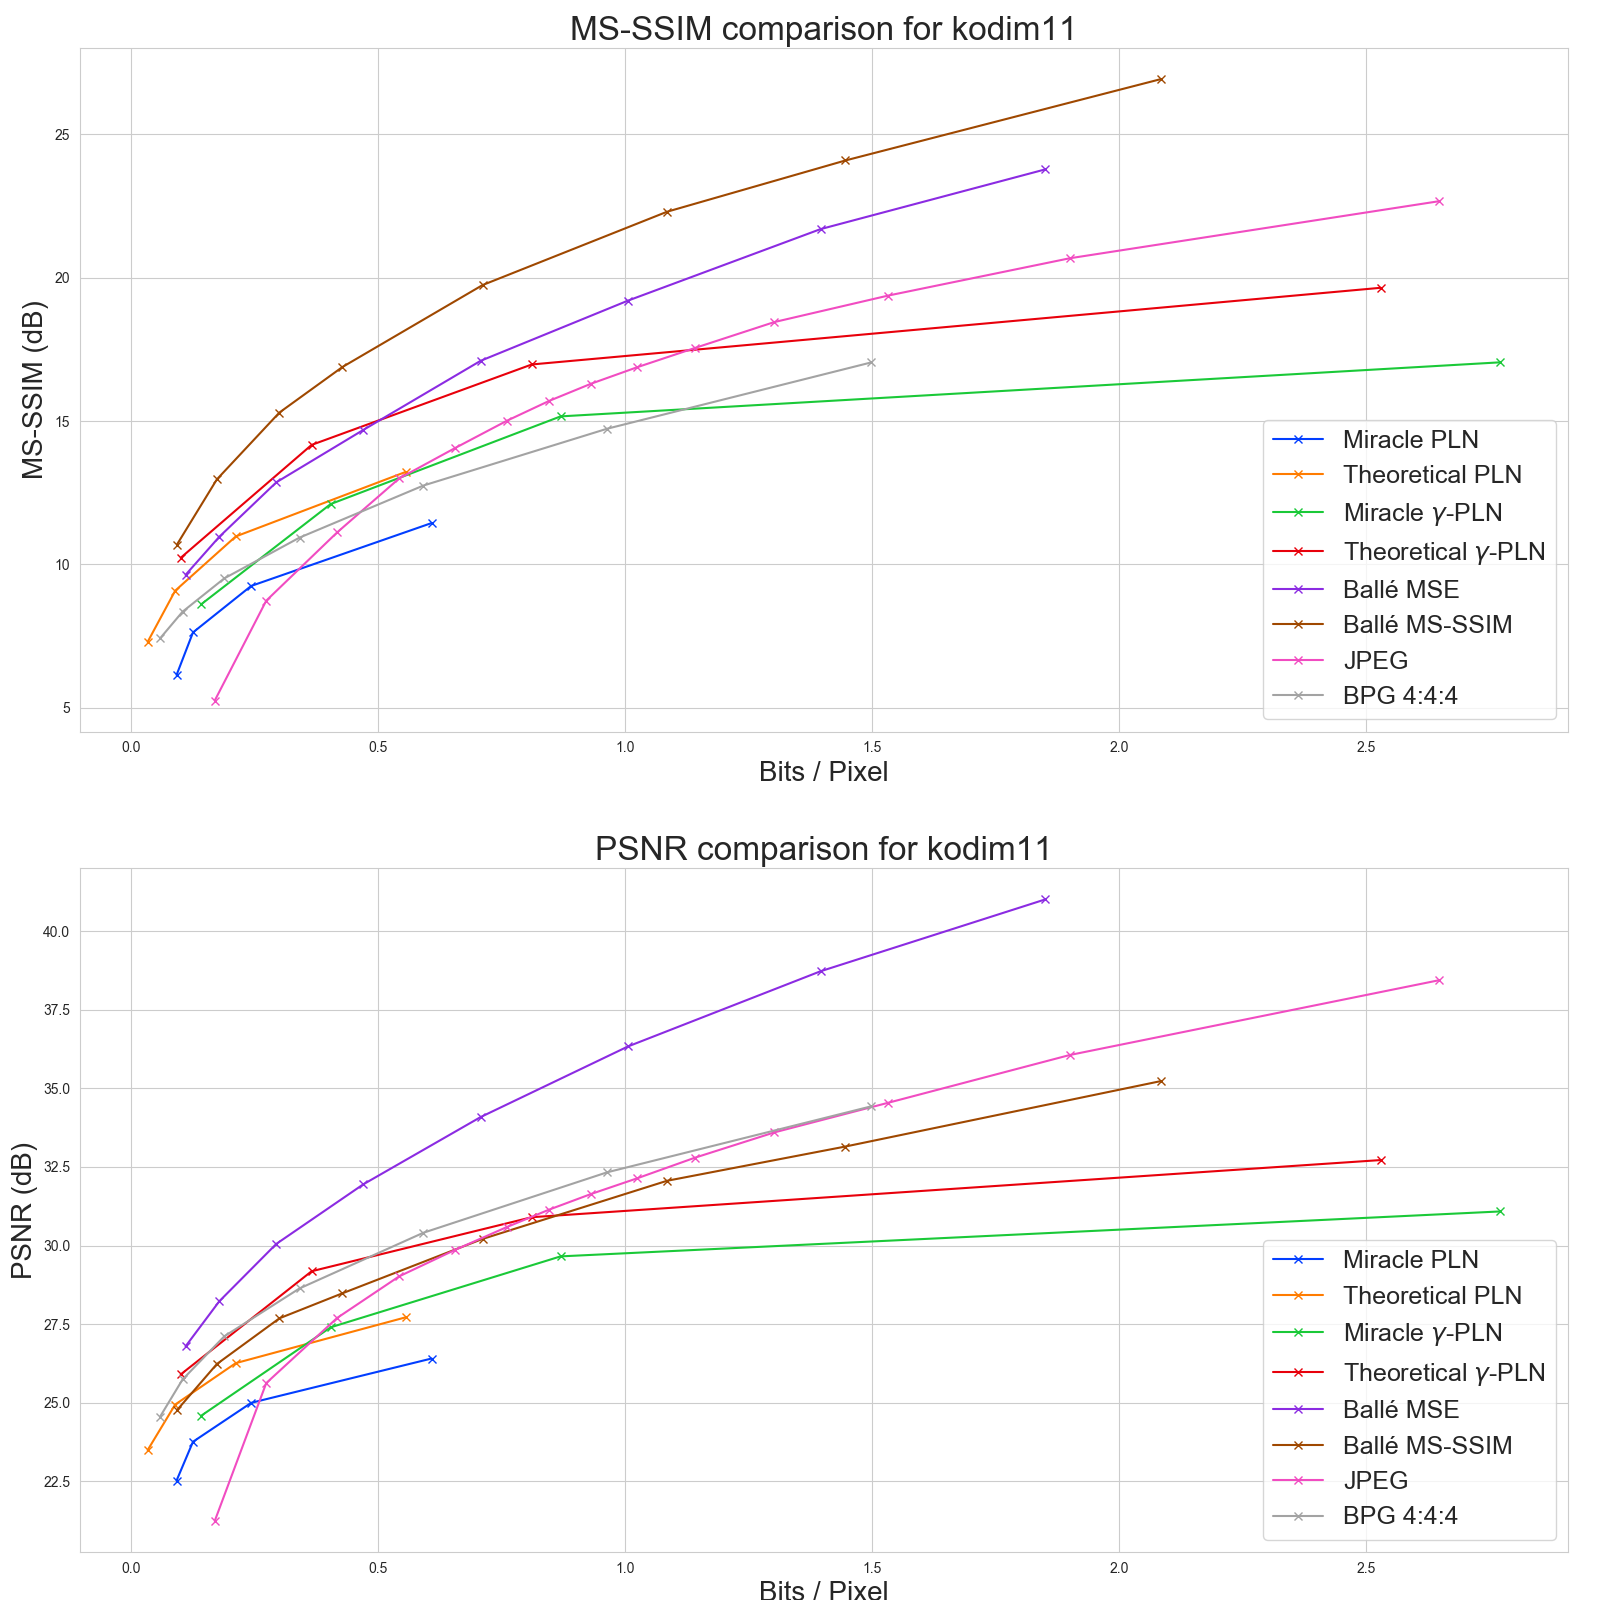 MS-SSIM comparison for kodim11
MS-SSIM (dB)
25
20
15
10
5
0.0 0.5 1.0 1.5 2.0 2.5
Bits / Pixel
Miracle PLN
Theoretical PLN
Miracle γ-PLN
Theoretical γ-PLN
Ballé MSE
Ballé MS-SSIM
JPEG
BPG 4:4:4
PSNR comparison for kodim11
PSNR (dB)
40.0
37.5
35.0
32.5
30.0
27.5
25.0
22.5
0.0 0.5 1.0 1.5 2.0 2.5
Bits / Pixel
Miracle PLN
Theoretical PLN
Miracle γ-PLN
Theoretical γ-PLN
Ballé MSE
Ballé MS-SSIM
JPEG
BPG 4:4:4